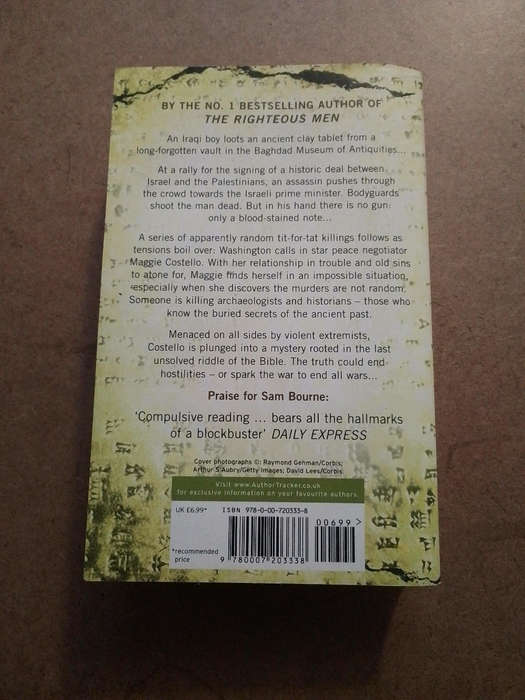 BY THE NO. 1 BESTSELLING AUTHOR OF
THE RIGHTEOUS MEN
An Iraqi boy loots an ancient clay tablet from a
long-forgotten vault in the Baghdad Museum of Antiquities...
At a rally for the signing of a historic deal between
Israel and the Palestinians, an assassin pushes through
the crowd towards the Israeli prime minister. Bodyguards
shoot the man dead. But in his hand there is no gun:
only a blood-stained note...
A series of apparently random tit-for-tat killings follows as
tensions boil over. Washington calls in star peace negotiator
Maggie Costello. With her relationship in trouble and old sins
to atone for, Maggie finds herself in an impossible situation,
especially when she discovers the murders are not random.
Someone is killing archaeologists and historians – those who
know the buried secrets of the ancient past.
Menaced on all sides by violent extremists,
Costello is plunged into a mystery rooted in the last
unsolved riddle of the Bible. The truth could end
hostilities – or spark the war to end all wars...
Praise for Sam Bourne:
'Compulsive reading ... bears all the hallmarks
of a blockbuster' DAILY EXPRESS
Cover photographs ©: Raymond Gehman/Corbis;
Arthur S Aubry/Getty Images; David Lees/Corbis
Visit www.AuthorTracker.co.uk
for exclusive information on your favourite authors.
UK £6.99*
ISBN 978-0-00-720333-8
00699 >
*recommended
price
9 780007 203338